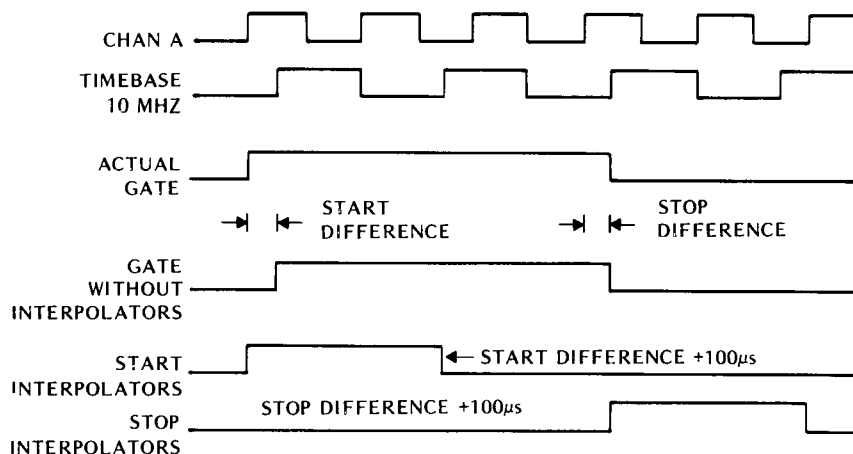 CHAN A
TIMEBASE
10 MHZ
ACTUAL
GATE
START
DIFFERENCE
STOP
DIFFERENCE
GATE
WITHOUT
INTERPOLATORS
START
INTERPOLATORS
START DIFFERENCE +100μs
STOP DIFFERENCE +100μs
STOP
INTERPOLATORS